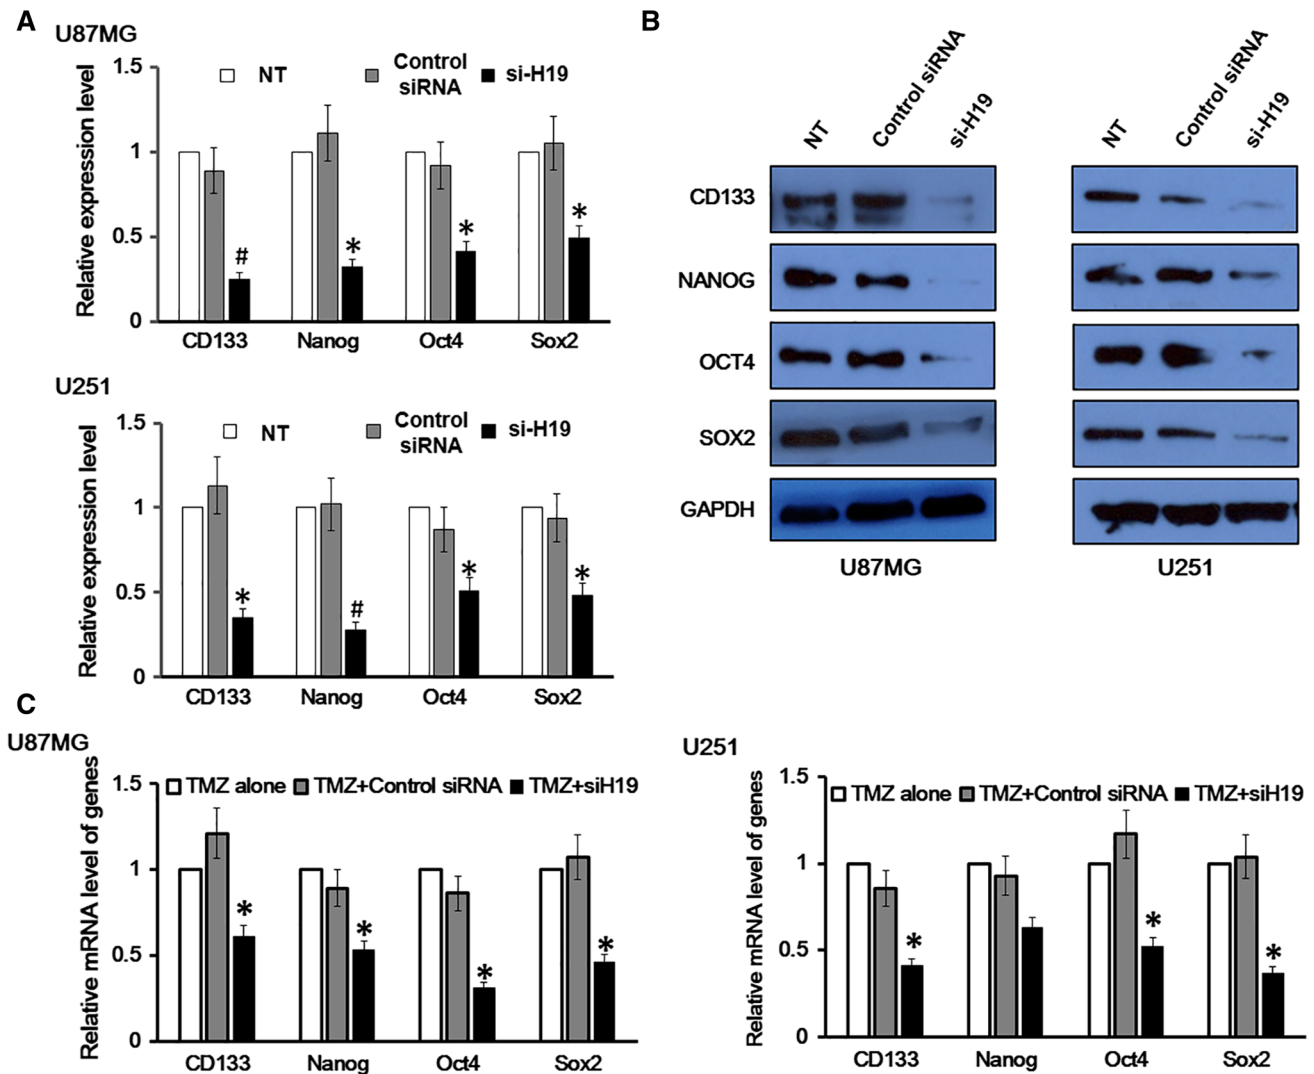 A
U87MG
Relative expression level
1.5
1
0.5
0
NT
Control
siRNA
si-H19
#
*
*
*
CD133 Nanog Oct4 Sox2
U251
Relative expression level
1.5
1
0.5
0
NT
Control
siRNA
si-H19
*
#
*
*
CD133 Nanog Oct4 Sox2
B
NT Control siRNA si-H19
NT Control siRNA si-H19
CD133
NANOG
OCT4
SOX2
GAPDH
U87MG U251
C
U87MG
Relative mRNA level of genes
1.5
1
0.5
0
TMZ alone TMZ+Control siRNA TMZ+siH19
*
*
*
*
CD133 Nanog Oct4 Sox2
U251
Relative mRNA level of genes
1.5
1
0.5
0
TMZ alone TMZ+Control siRNA TMZ+siH19
*
*
*
CD133 Nanog Oct4 Sox2